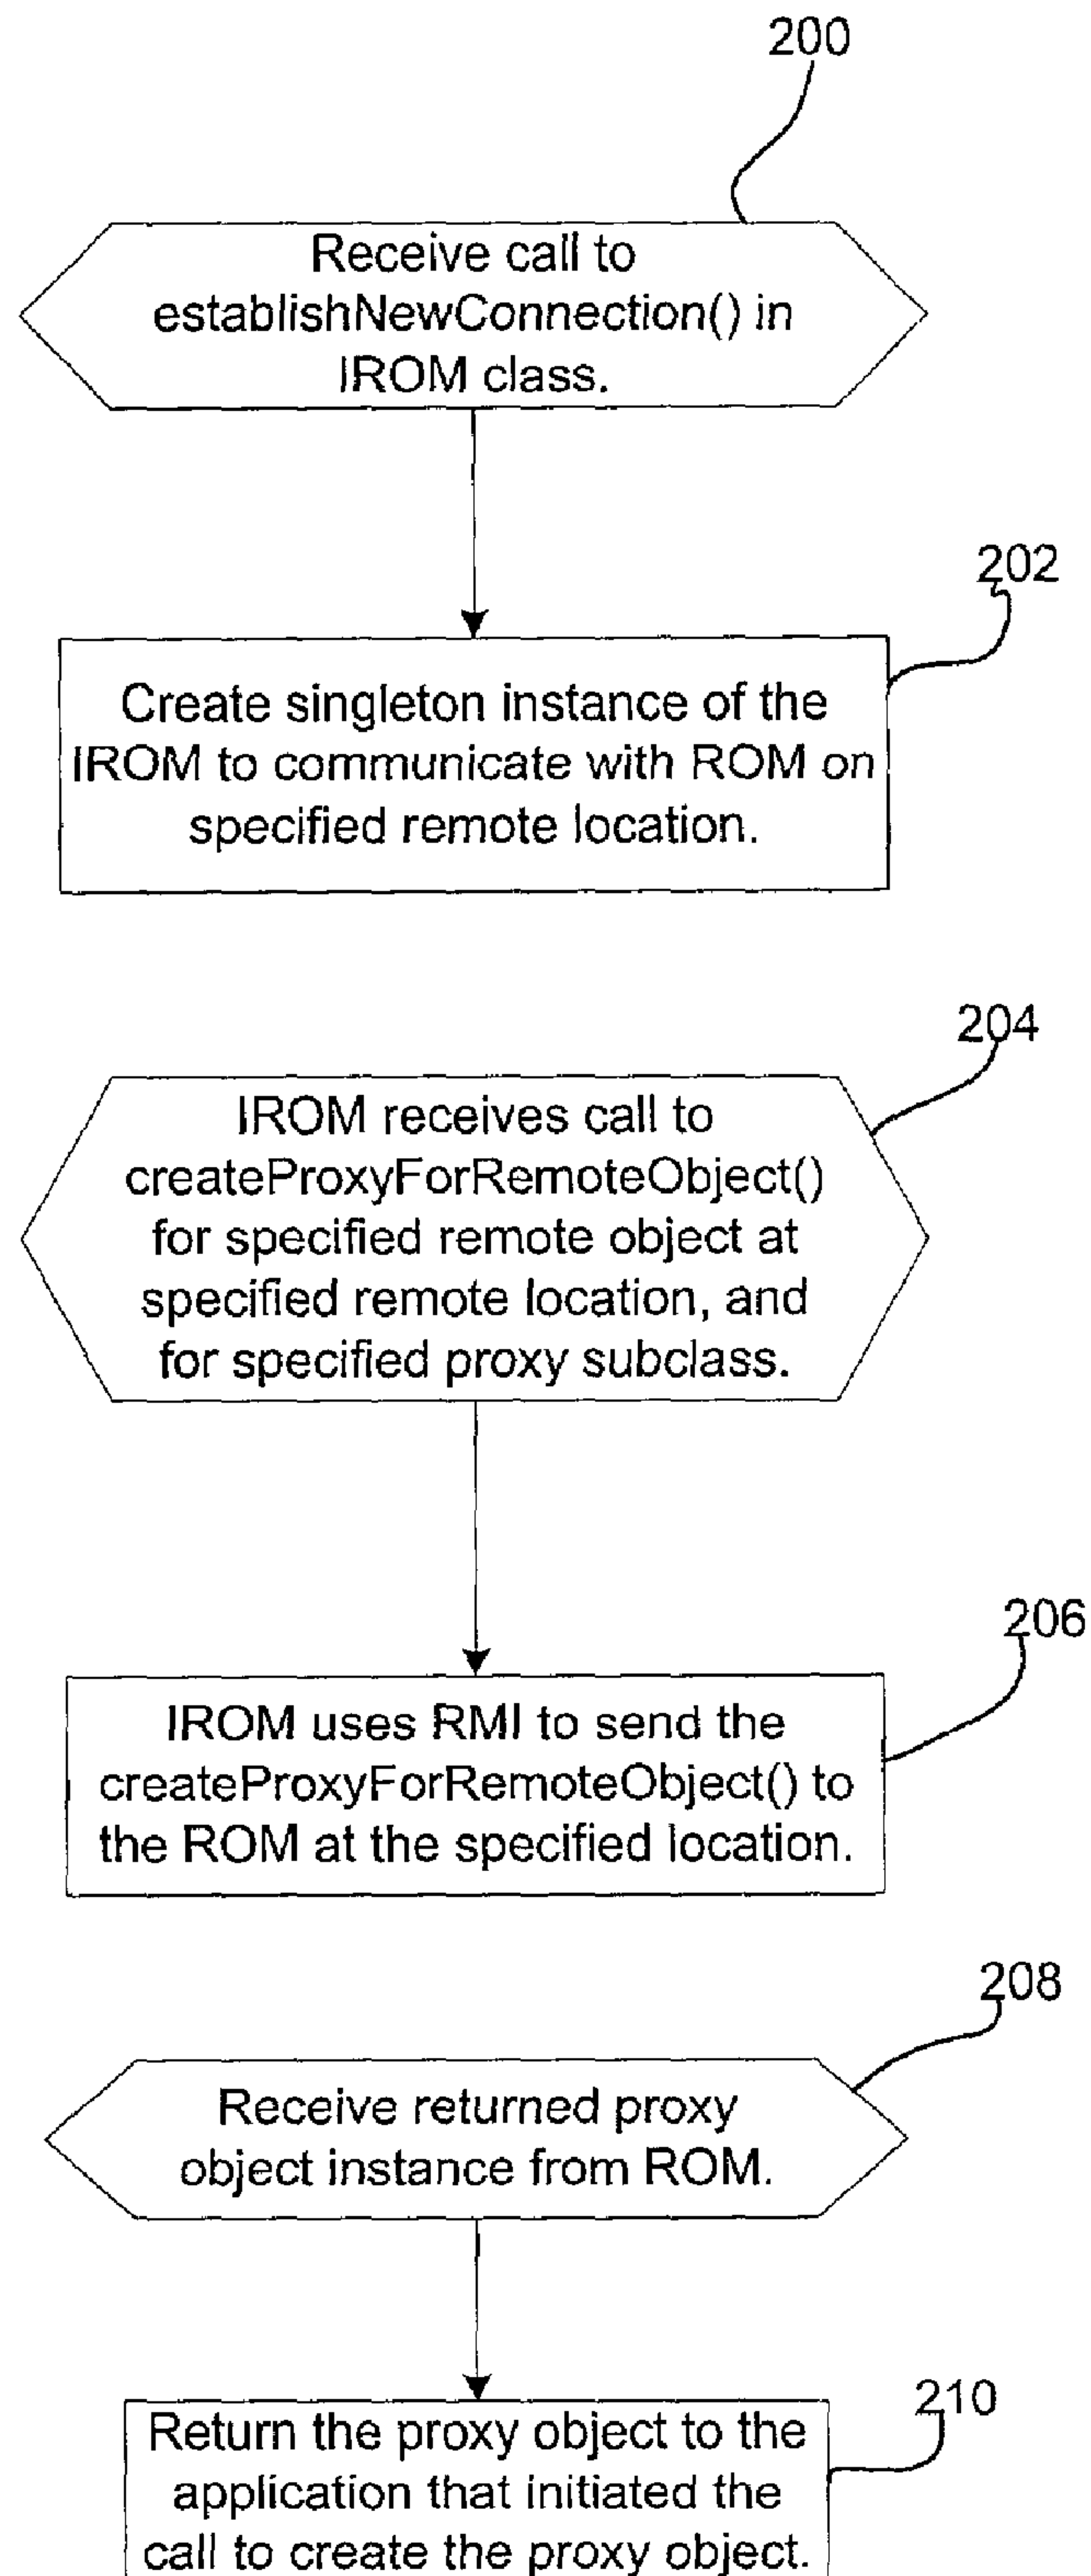 200
Receive call to
establishNewConnection() in
IROM class.
202
Create singleton instance of the
IROM to communicate with ROM on
specified remote location.
204
IROM receives call to
createProxyForRemoteObject()
for specified remote object at
specified remote location, and
for specified proxy subclass.
206
IROM uses RMI to send the
createProxyForRemoteObject() to
the ROM at the specified location.
208
Receive returned proxy
object instance from ROM.
210
Return the proxy object to the
application that initiated the
call to create the proxy object.